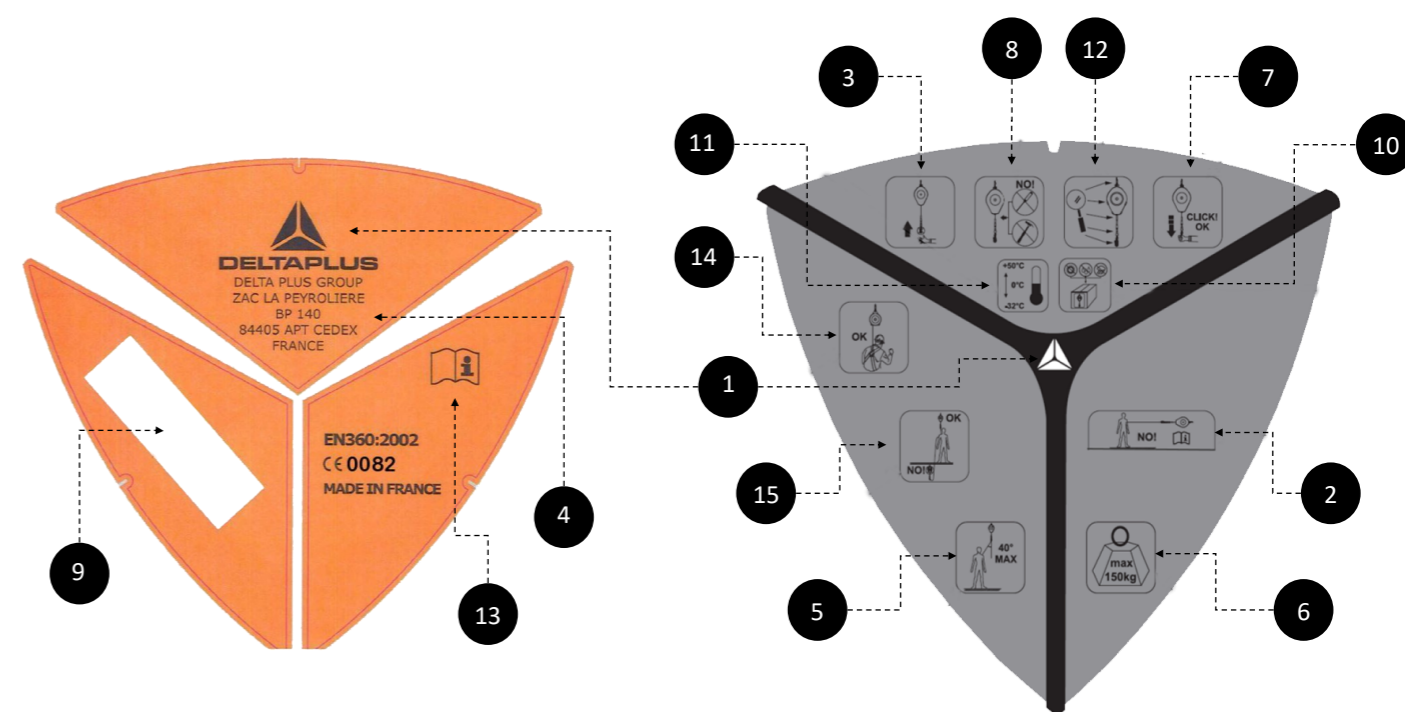 8
12
3
7
11
10
NO!
CLICK!
OK
+50°C
0°C
-32°C
14
OK
DELTAPLUS
DELTA PLUS GROUP
ZAC LA PEYROLIERE
BP 140
84405 APT CEDEX
FRANCE
1
i
EN360:2002
CE 0082
MADE IN FRANCE
OK
NO!
NO!
i
15
2
4
9
40°
MAX
max
150kg
13
5
6